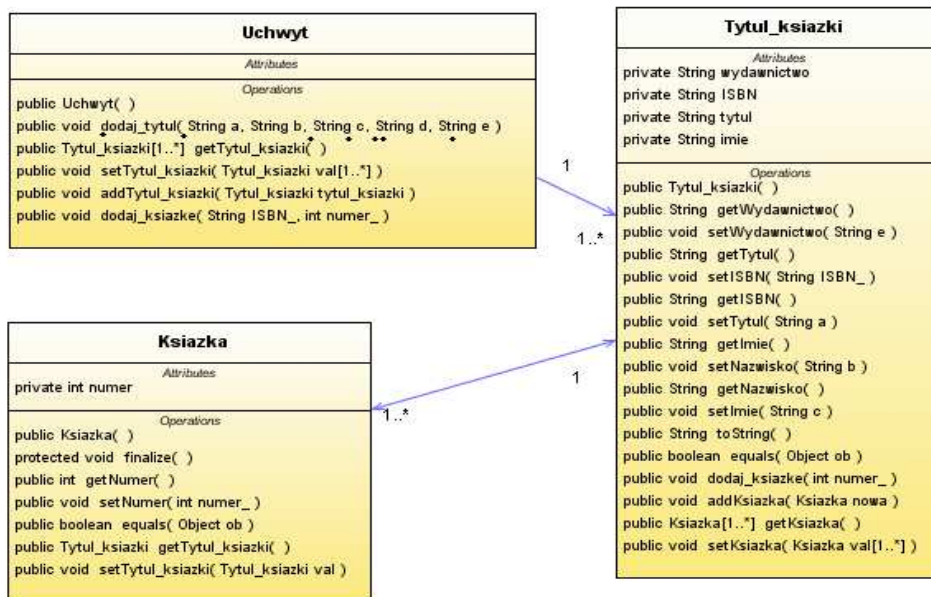 Uchwyt
Attributes
Operations
public Uchwyt( )
public void dodaj_tytul( String a, String b, String c, String d, String e )
public Tytul_ksiazki[1..*] getTytul_ksiazki( )
public void setTytul_ksiazki( Tytul_ksiazki val[1..*] )
public void addTytul_ksiazki( Tytul_ksiazki tytul_ksiazki )
public void dodaj_ksiazke( String ISBN_, int numer_ )
1
1..*
Tytul_ksiazki
Attributes
private String wydawnictwo
private String ISBN
private String tytul
private String imie
Operations
public Tytul_ksiazki( )
public String getWydawnictwo( )
public void setWydawnictwo( String e )
public String getTytul( )
public void setISBN( String ISBN_ )
public String getISBN( )
public void setTytul( String a )
public String getImie( )
public void setNazwisko( String b )
public String getNazwisko( )
public void setImie( String c )
public String toString( )
public boolean equals( Object ob )
public void dodaj_ksiazke( int numer_ )
public void addKsiazka( Ksiazka nowa )
public Ksiazka[1..*] getKsiazka( )
public void setKsiazka( Ksiazka val[1..*] )
Ksiazka
Attributes
private int numer
Operations
public Ksiazka( )
protected void finalize( )
public int getNumer( )
public void setNumer( int numer_ )
public boolean equals( Object ob )
public Tytul_ksiazki getTytul_ksiazki( )
public void setTytul_ksiazki( Tytul_ksiazki val )
1
1..*